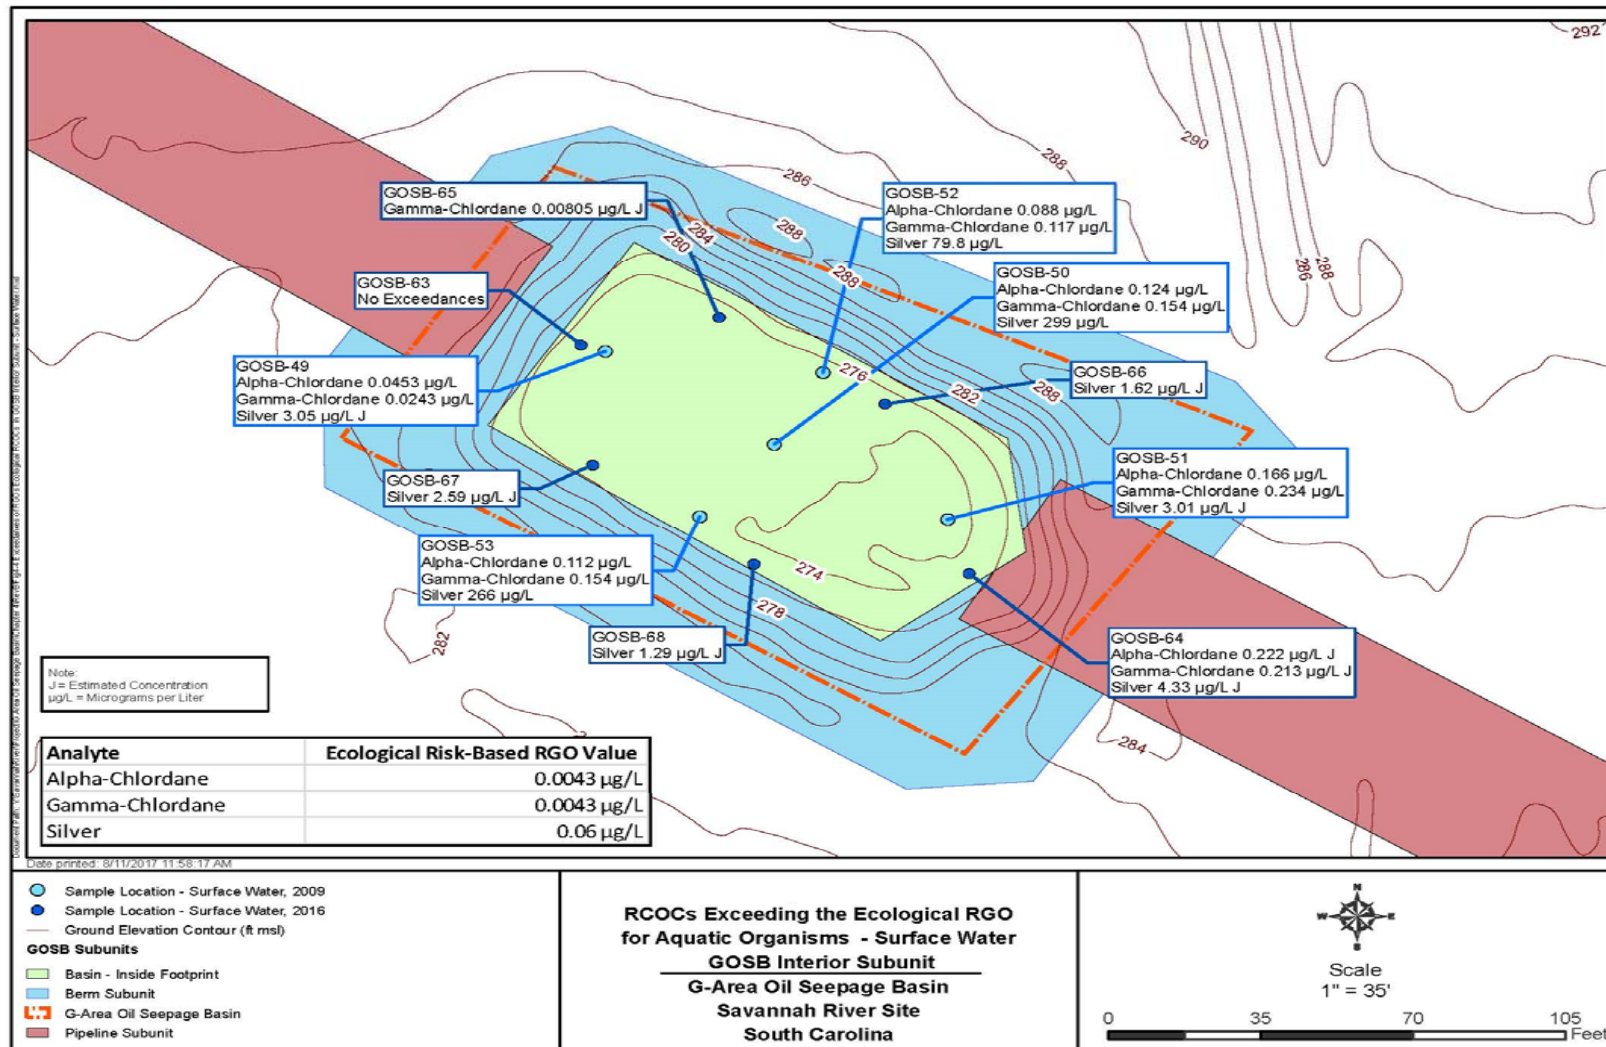 292
290
288
286
GOSB-65
Gamma-Chlordane 0.00805 µg/L J
GOSB-52
Alpha-Chlordane 0.088 µg/L
Gamma-Chlordane 0.117 µg/L
Silver 79.8 µg/L
284
280
288
288
286
288
GOSB-63
No Exceedances
GOSB-50
Alpha-Chlordane 0.124 µg/L
Gamma-Chlordane 0.154 µg/L
Silver 299 µg/L
GOSB-49
Alpha-Chlordane 0.0453 µg/L
Gamma-Chlordane 0.0243 µg/L
Silver 3.05 µg/L J
276
282
288
GOSB-66
Silver 1.62 µg/L J
GOSB-67
Silver 2.59 µg/L J
GOSB-51
Alpha-Chlordane 0.166 µg/L
Gamma-Chlordane 0.234 µg/L
Silver 3.01 µg/L J
GOSB-53
Alpha-Chlordane 0.112 µg/L
Gamma-Chlordane 0.154 µg/L
Silver 266 µg/L
274
278
282
GOSB-68
Silver 1.29 µg/L J
GOSB-64
Alpha-Chlordane 0.222 µg/L J
Gamma-Chlordane 0.213 µg/L J
Silver 4.33 µg/L J
284
Note:
J = Estimated Concentration
µg/L = Micrograms per Liter
Analyte Ecological Risk-Based RGO Value
Alpha-Chlordane 0.0043 µg/L
Gamma-Chlordane 0.0043 µg/L
Silver 0.06 µg/L
Date printed: 8/11/2017 11:58:17 AM
Sample Location - Surface Water, 2009
Sample Location - Surface Water, 2016
Ground Elevation Contour (ft msl)
GOSB Subunits
Basin - Inside Footprint
Berm Subunit
G-Area Oil Seepage Basin
Pipeline Subunit
RCOCs Exceeding the Ecological RGO
for Aquatic Organisms - Surface Water
GOSB Interior Subunit
G-Area Oil Seepage Basin
Savannah River Site
South Carolina
N
W E
S
Scale
1" = 35'
0 35 70 105
Feet